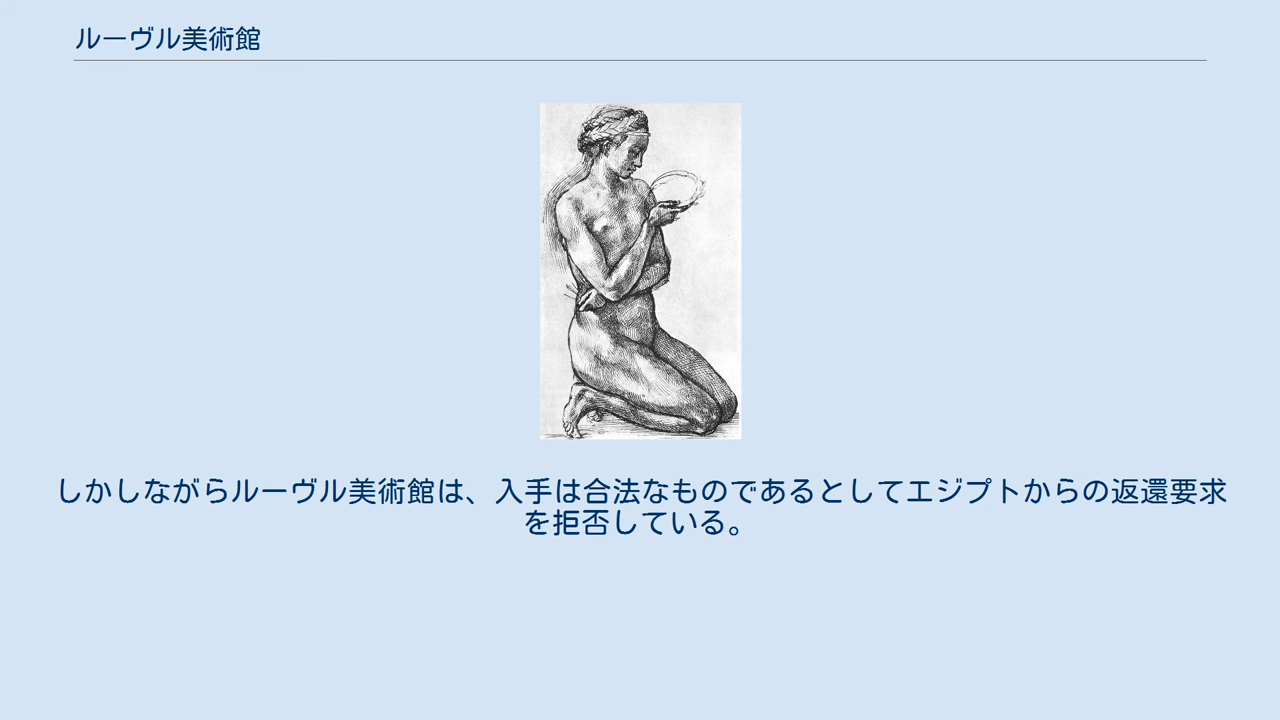 ルーヴル美術館
しかしながらルーヴル美術館は、入手は合法なものであるとしてエジプトからの返還要求
を拒否している。